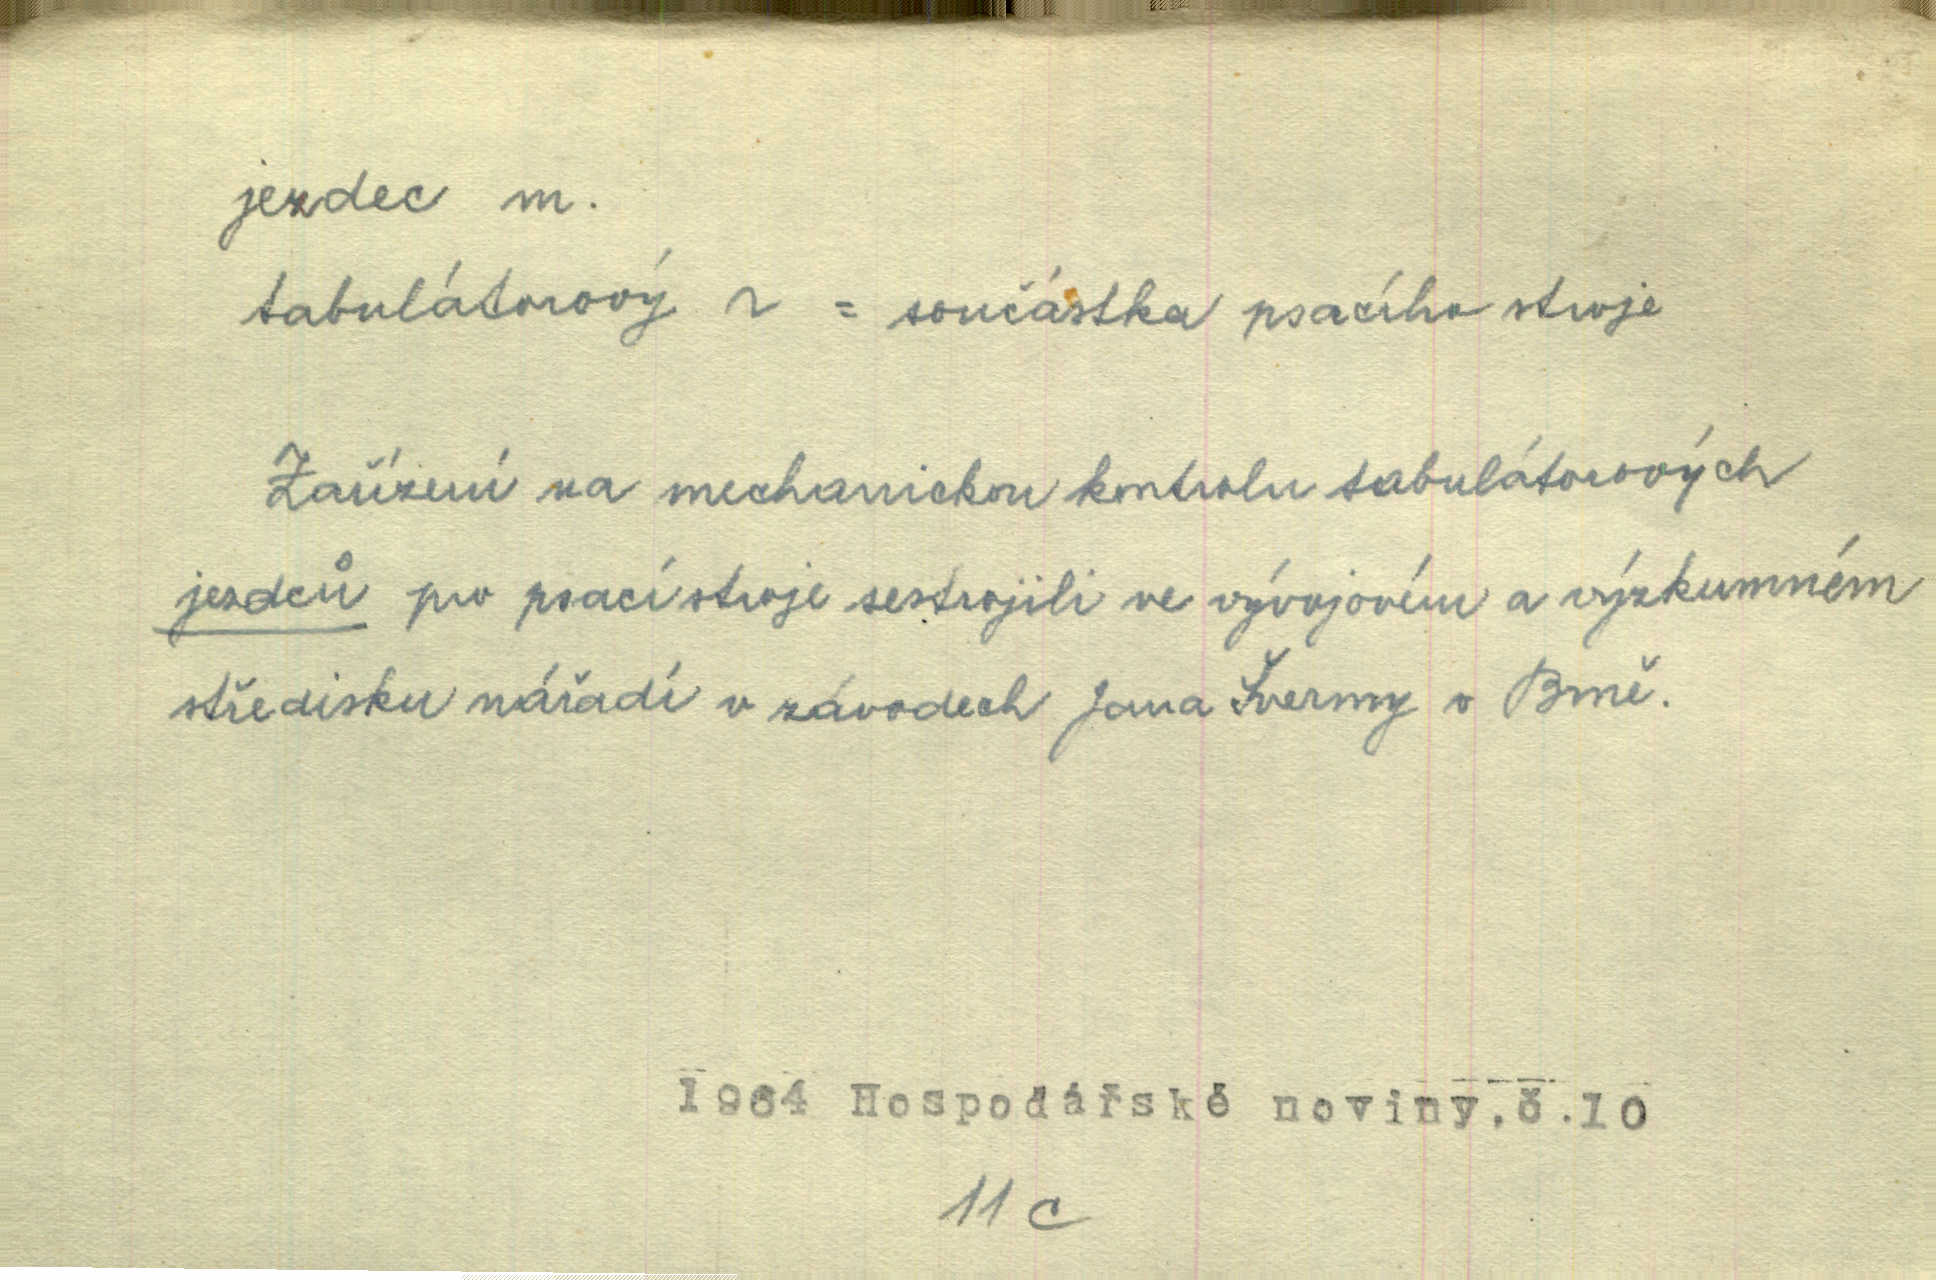 jezdec m.
tabulátorový ~ = součástka psacího stroje
Zařízení na mechanickou kontrolu tabulátorových
jezdců pro psací stroje sestrojili ve vývojovém a výzkumném
středisku nářadí v závodech Jana Švermy v Brně.
1964 Hospodářské noviny,č.10
11 c